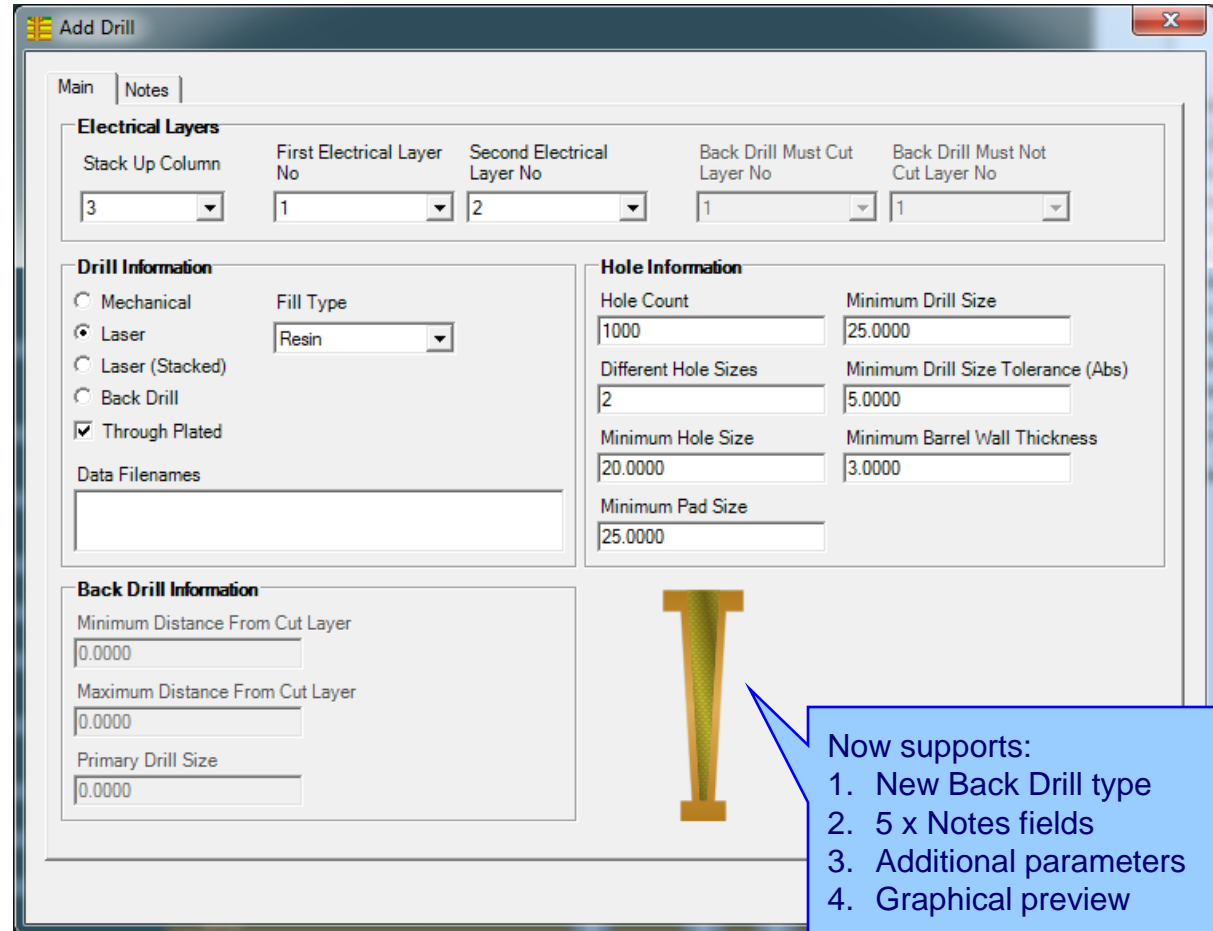 Add Drill
Main
Notes
Electrical Layers
Stack Up Column
First Electrical Layer
No
Second Electrical
Layer No
Back Drill Must Cut
Layer No
Back Drill Must Not
Cut Layer No
3
1
2
1
1
Drill Information
Mechanical
Laser
Laser (Stacked)
Back Drill
Through Plated
Fill Type
Resin
Data Filenames
Hole Information
Hole Count
1000
Minimum Drill Size
25.0000
Different Hole Sizes
2
Minimum Drill Size Tolerance (Abs)
5.0000
Minimum Hole Size
20.0000
Minimum Barrel Wall Thickness
3.0000
Minimum Pad Size
25.0000
Back Drill Information
Minimum Distance From Cut Layer
0.0000
Maximum Distance From Cut Layer
0.0000
Primary Drill Size
0.0000
Now supports:
1. New Back Drill type
2. 5 x Notes fields
3. Additional parameters
4. Graphical preview